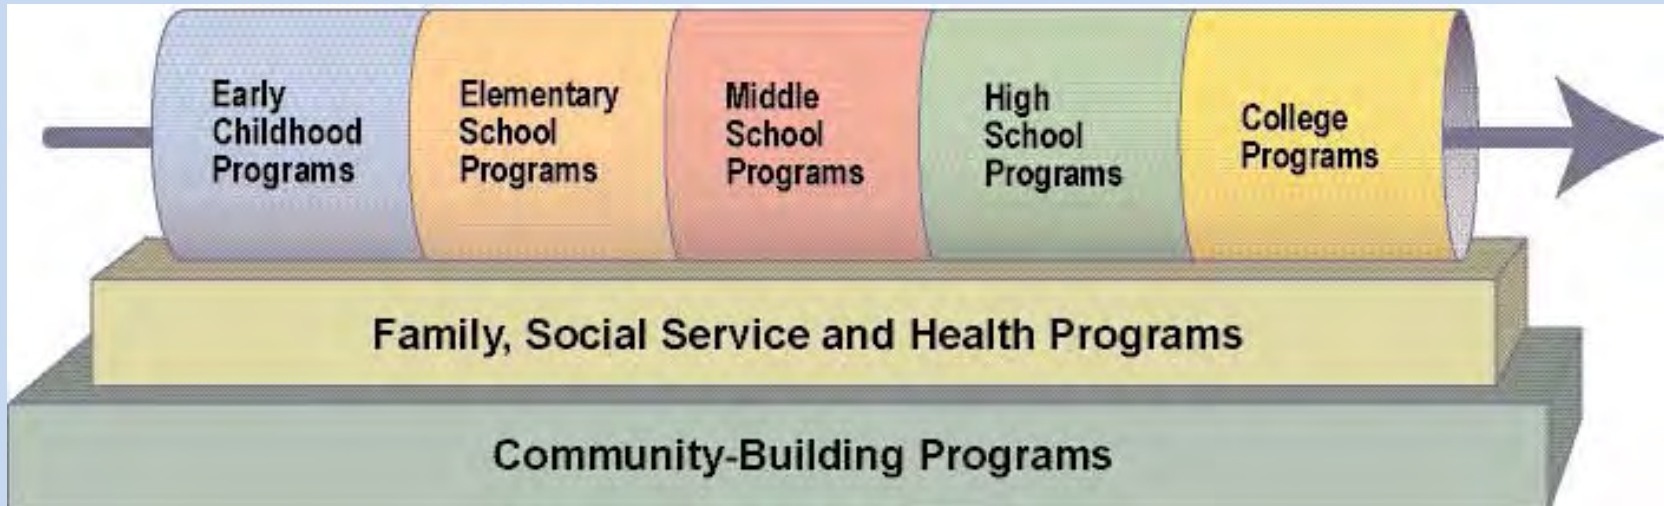 Early
Childhood
Programs
Elementary
School
Programs
Middle
School
Programs
High
School
Programs
College
Programs
Family, Social Service and Health Programs
Community-Building Programs